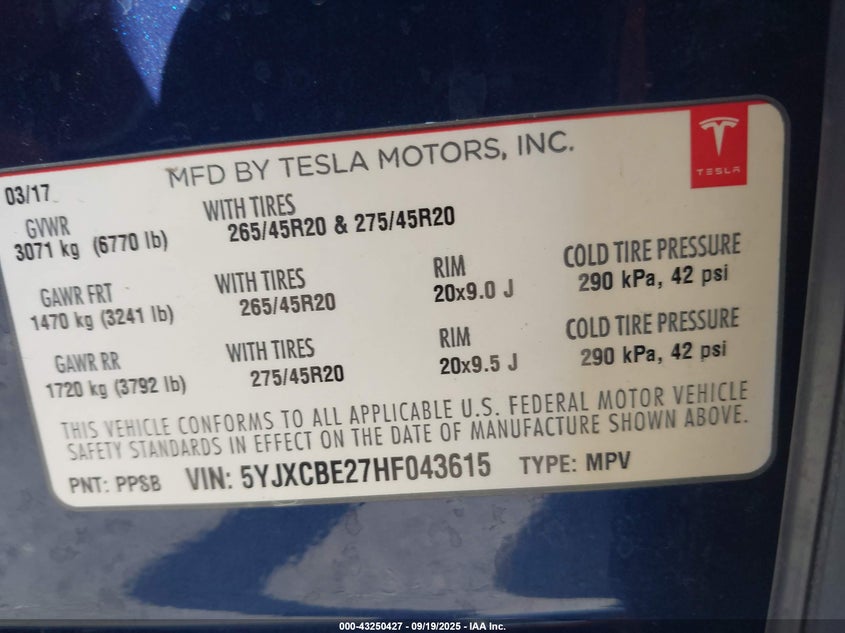 03/17
MFD BY TESLA MOTORS, INC.
TESLA
GVWR
3071 kg (6770 lb)
WITH TIRES
265/45R20 & 275/45R20
GAWR FRT
1470 kg (3241 lb)
WITH TIRES
265/45R20
RIM
20x9.0 J
COLD TIRE PRESSURE
290 kPa, 42 psi
GAWR RR
1720 kg (3792 lb)
WITH TIRES
275/45R20
RIM
20x9.5 J
COLD TIRE PRESSURE
290 kPa, 42 psi
THIS VEHICLE CONFORMS TO ALL APPLICABLE U.S. FEDERAL MOTOR VEHICLE
SAFETY STANDARDS IN EFFECT ON THE DATE OF MANUFACTURE SHOWN ABOVE.
PNT: PPSB VIN: 5YJXCBE27HF043615 TYPE: MPV
000-43250427 - 09/19/2025 - IAA Inc.